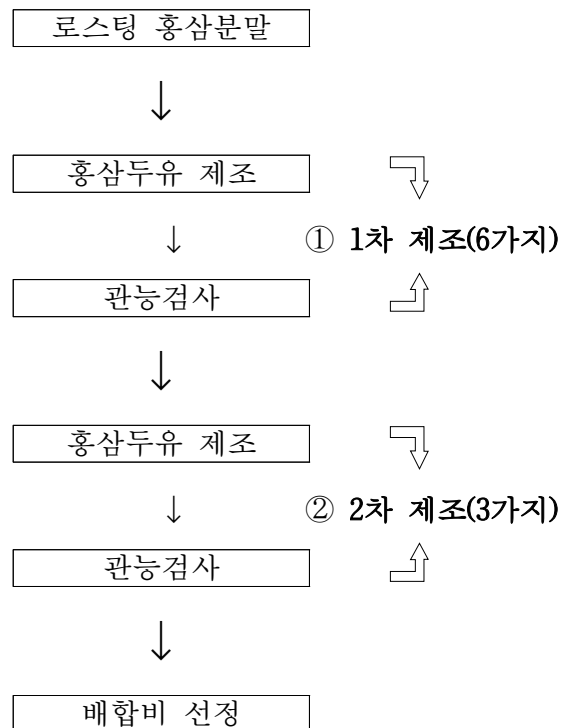 로스팅 홍삼분말
↓
홍삼두유 제조
↓
① 1차 제조(6가지)
관능검사
↓
홍삼두유 제조
↓
② 2차 제조(3가지)
관능검사
↓
배합비 선정